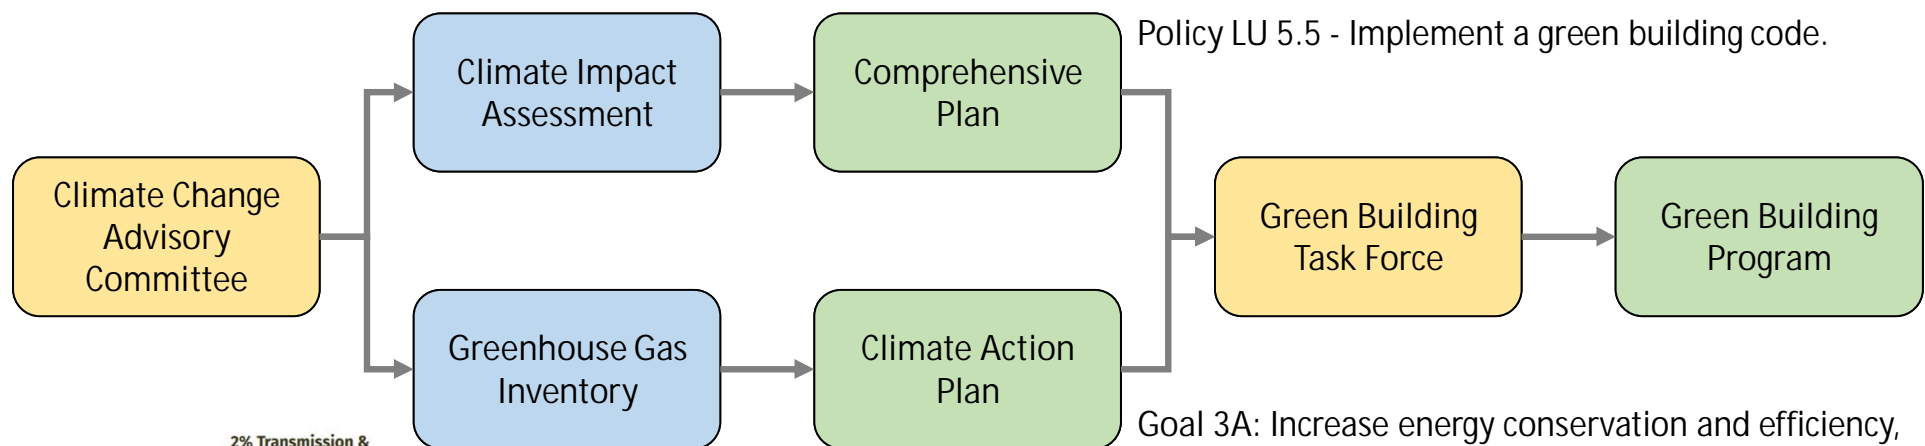 Policy LU 5.5 - Implement a green building code.
Climate Impact
Assessment
Comprehensive
Plan
Climate Change
Advisory
Committee
Green Building
Task Force
Green Building
Program
Greenhouse Gas
Inventory
Climate Action
Plan
Goal 3A: Increase energy conservation and efficiency,
2% Transmission &